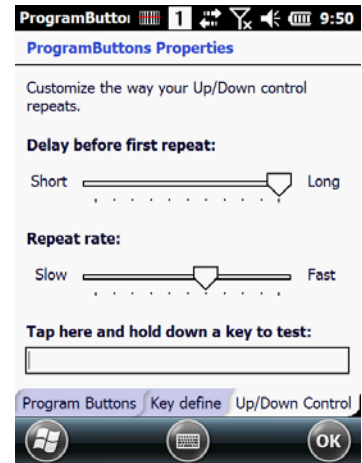 ProgramButto 1 9:50
ProgramButtons Properties
Customize the way your Up/Down control
repeats.
Delay before first repeat:
Short Long
Repeat rate:
Slow Fast
Tap here and hold down a key to test:
Program Buttons Key define Up/Down Control
OK